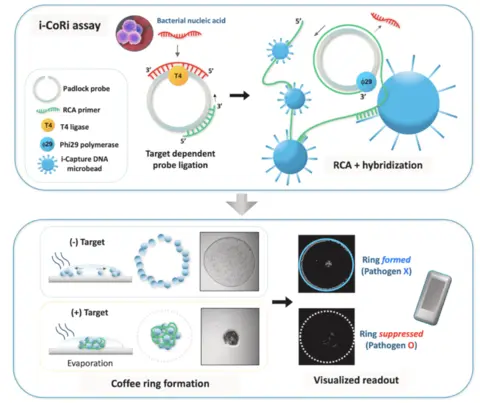 i-CoRi assay
Bacterial nucleic acid
3'
5'
T4
3'
5'
Target dependent
probe ligation
Padlock probe
RCA primer
T4
T4 ligase
ϕ29
Phi29 polymerase
i-Capture DNA
microbead
5'
ϕ29
3'
RCA + hybridization
(-) Target
(+) Target
Evaporation
Coffee ring formation
Ring formed
(Pathogen X)
Ring suppressed
(Pathogen O)
Visualized readout